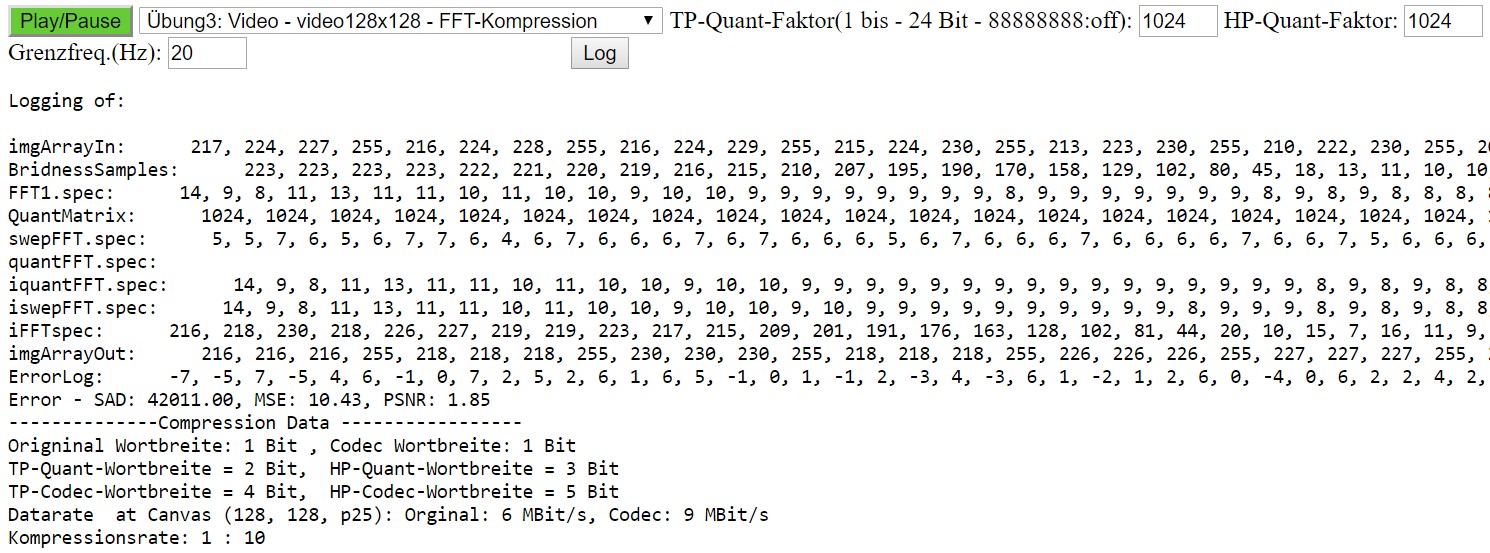 Play/Pause Übung3: Video - video128x128 - FFT-Kompression ▼ TP-Quant-Faktor(1 bis - 24 Bit - 88888888:off): 1024 HP-Quant-Faktor: 1024
Grenzfreq.(Hz): 20 Log
Logging of:
imgArrayIn: 217, 224, 227, 255, 216, 224, 228, 255, 216, 224, 229, 255, 215, 224, 230, 255, 213, 223, 230, 255, 210, 222, 230, 255,
BridnessSamples: 223, 223, 223, 223, 222, 221, 220, 219, 216, 215, 210, 207, 195, 190, 170, 158, 129, 102, 80, 45, 18, 13, 11, 10, 10
FFT1.spec: 14, 9, 8, 11, 13, 11, 11, 10, 11, 10, 10, 9, 10, 10, 9, 9, 9, 9, 9, 9, 9, 9, 8, 9, 9, 9, 9, 9, 9, 9, 8, 9, 8, 9, 8, 8, 8,
QuantMatrix: 1024, 1024, 1024, 1024, 1024, 1024, 1024, 1024, 1024, 1024, 1024, 1024, 1024, 1024, 1024, 1024, 1024, 1024, 1024, 1024,
swepFFT.spec: 5, 5, 7, 6, 5, 6, 7, 7, 6, 4, 6, 7, 6, 6, 6, 7, 6, 7, 6, 6, 6, 5, 6, 7, 6, 6, 6, 7, 6, 6, 6, 6, 7, 6, 6, 7, 5, 6, 6, 6,
quantFFT.spec:
iquantFFT.spec: 14, 9, 8, 11, 13, 11, 11, 10, 11, 10, 10, 9, 10, 10, 9, 9, 9, 9, 9, 9, 9, 9, 9, 9, 9, 9, 9, 9, 9, 9, 8, 9, 8, 9, 8, 8
iswepFFT.spec: 14, 9, 8, 11, 13, 11, 11, 10, 11, 10, 10, 9, 10, 10, 9, 10, 9, 9, 9, 9, 9, 9, 9, 9, 9, 9, 8, 9, 9, 9, 8, 9, 8, 9, 8, 8
iFFTspec: 216, 218, 230, 218, 226, 227, 219, 219, 223, 217, 215, 209, 201, 191, 176, 163, 128, 102, 81, 44, 20, 10, 15, 7, 16, 11, 9,
imgArrayOut: 216, 216, 216, 255, 218, 218, 218, 255, 230, 230, 230, 255, 218, 218, 218, 255, 226, 226, 226, 255, 227, 227, 227, 255,
ErrorLog: -7, -5, 7, -5, 4, 6, -1, 0, 7, 2, 5, 2, 6, 1, 6, 5, -1, 0, 1, -1, 2, -3, 4, -3, 6, 1, -2, 1, 2, 6, 0, -4, 0, 6, 2, 2, 4, 2,
Error - SAD: 42011.00, MSE: 10.43, PSNR: 1.85
--------------Compression Data -----------------
Origninal Wortbreite: 1 Bit , Codec Wortbreite: 1 Bit
TP-Quant-Wortbreite = 2 Bit, HP-Quant-Wortbreite = 3 Bit
TP-Codec-Wortbreite = 4 Bit, HP-Codec-Wortbreite = 5 Bit
Datarate at Canvas (128, 128, p25): Orginal: 6 MBit/s, Codec: 9 MBit/s
Kompressionsrate: 1 : 10